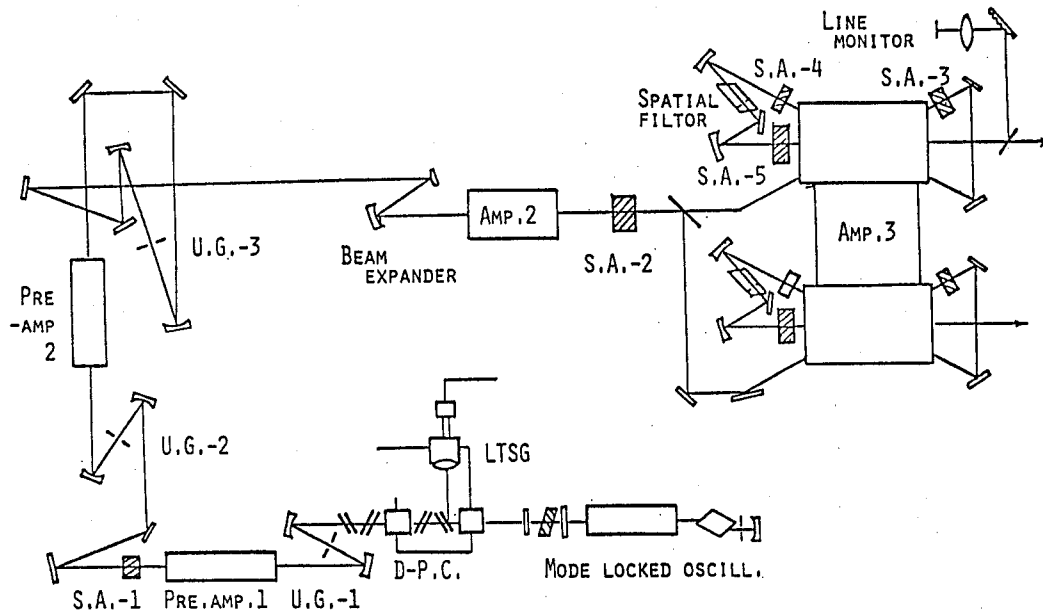 LINE
MONITOR
S.A.-4
S.A.-3
SPATIAL
FILTOR
S.A.-5
AMP.2
U.G.-3
BEAM
EXPANDER
S.A.-2
AMP.3
PRE
-AMP
2
U.G.-2
LTSG
D-P.C.
MODE LOCKED OSCILL.
S.A.-1
PRE.AMP.1
U.G.-1